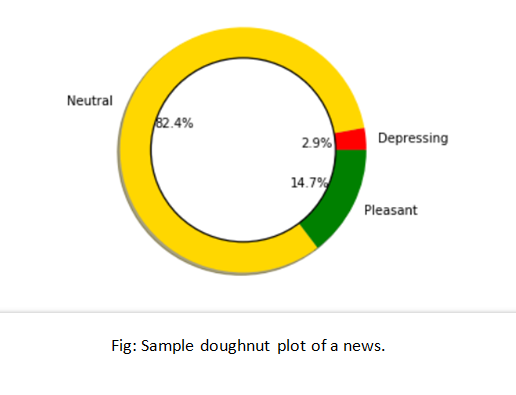 Neutral
82.4%
2.9%
Depressing
14.7%
Pleasant
Fig: Sample doughnut plot of a news.